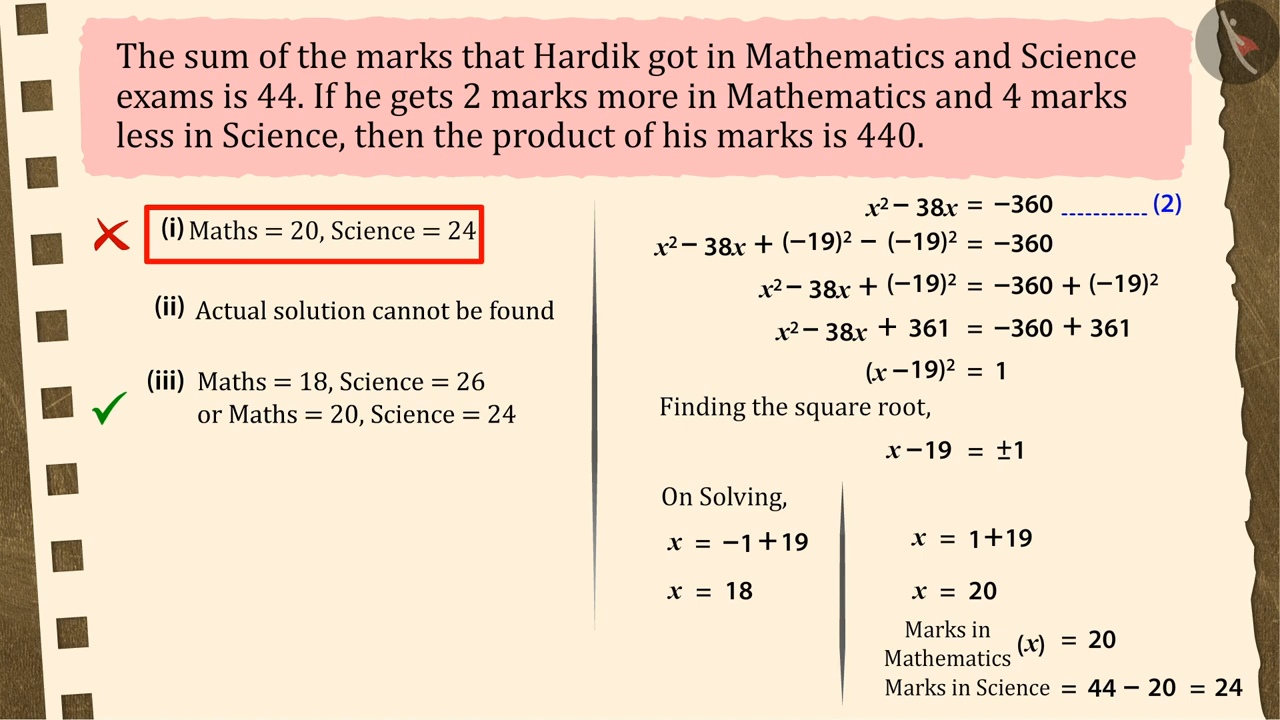 The sum of the marks that Hardik got in Mathematics and Science
exams is 44. If he gets 2 marks more in Mathematics and 4 marks
less in Science, then the product of his marks is 440.
(i) Maths = 20, Science = 24
(ii) Actual solution cannot be found
(iii) Maths = 18, Science = 26
or Maths = 20, Science = 24
x² − 38x = −360 ----------- (2)
x² − 38x + (−19)² − (−19)² = −360
x² − 38x + (−19)² = −360 + (−19)²
x² − 38x + 361 = −360 + 361
(x −19)² = 1
Finding the square root,
x −19 = ±1
On Solving,
x = −1 + 19
x = 18
x = 1+19
x = 20
Marks in
Mathematics (x) = 20
Marks in Science = 44 − 20 = 24